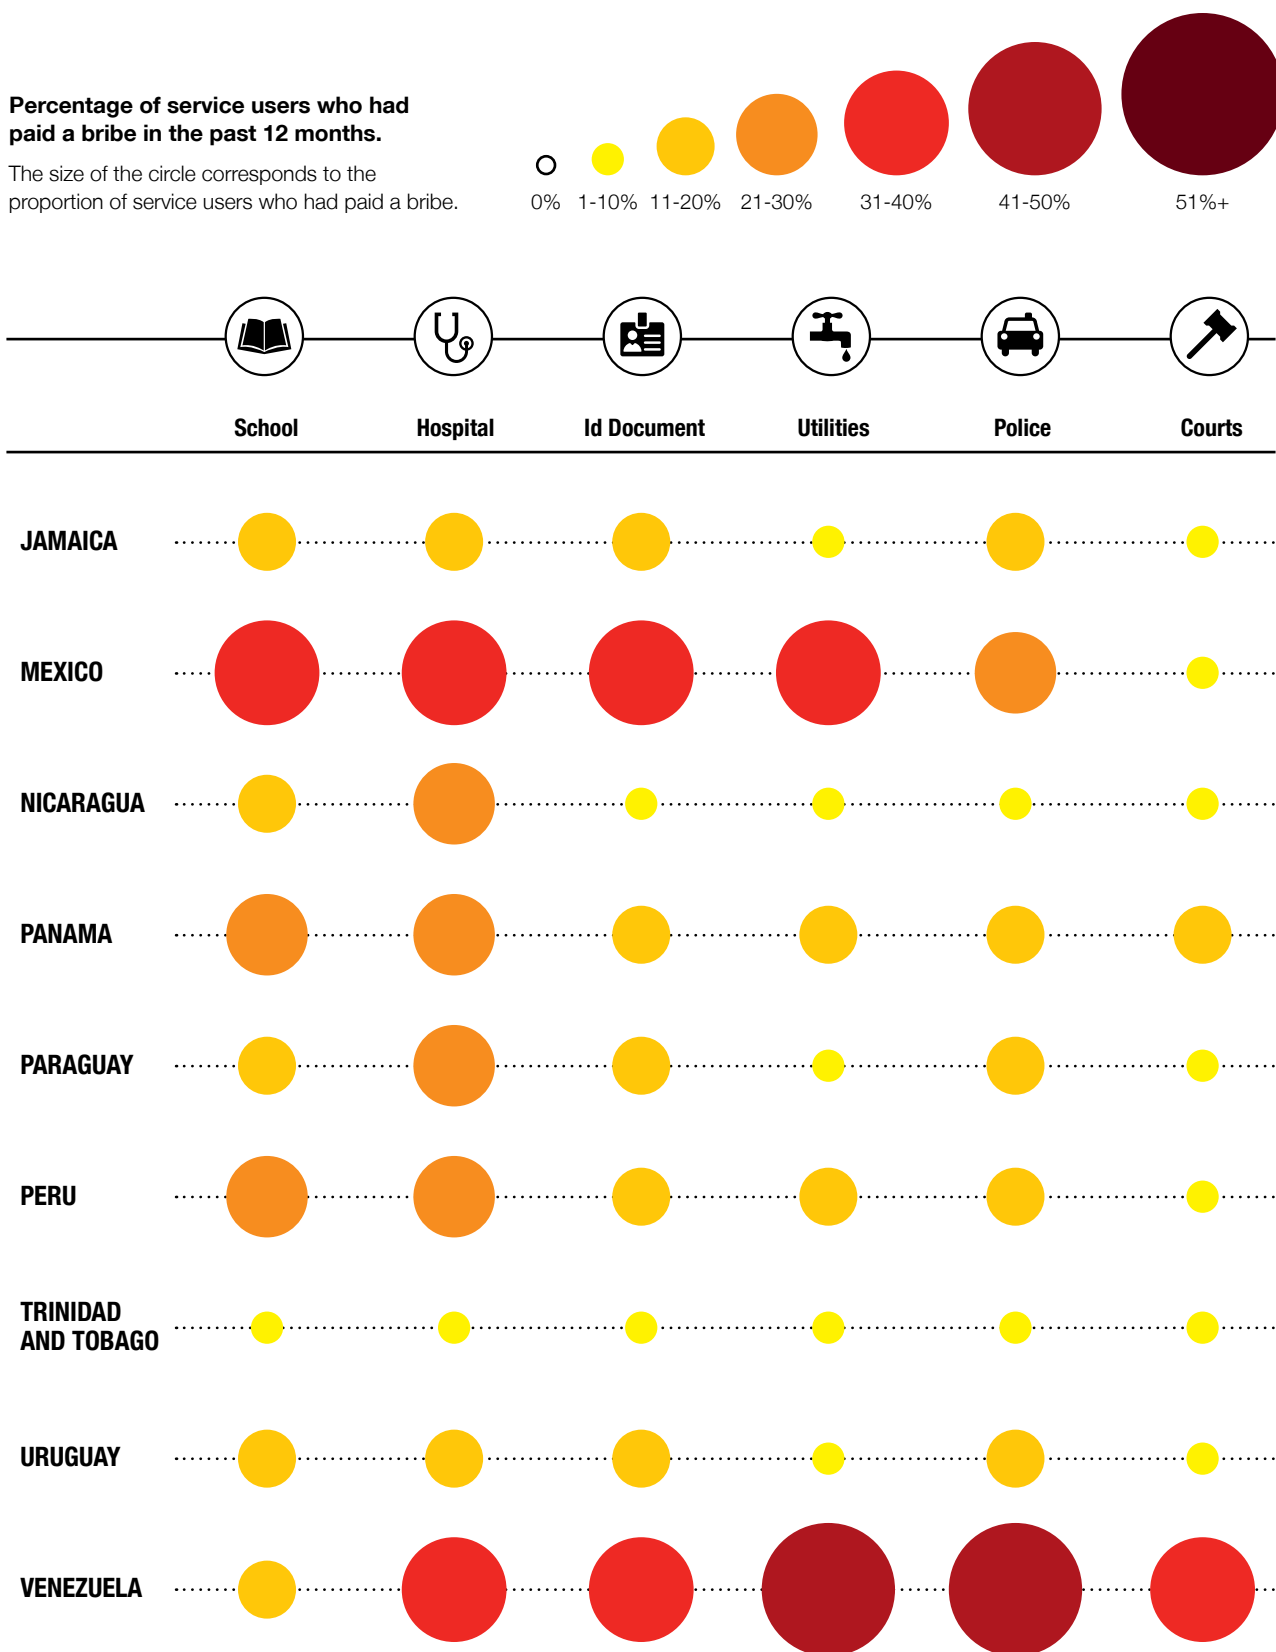 Percentage of service users who had
paid a bribe in the past 12 months.
The size of the circle corresponds to the
proportion of service users who had paid a bribe.
0% 1-10% 11-20% 21-30% 31-40% 41-50% 51%+
School Hospital Id Document Utilities Police Courts
JAMAICA
MEXICO
NICARAGUA
PANAMA
PARAGUAY
PERU
TRINIDAD
AND TOBAGO
URUGUAY
VENEZUELA